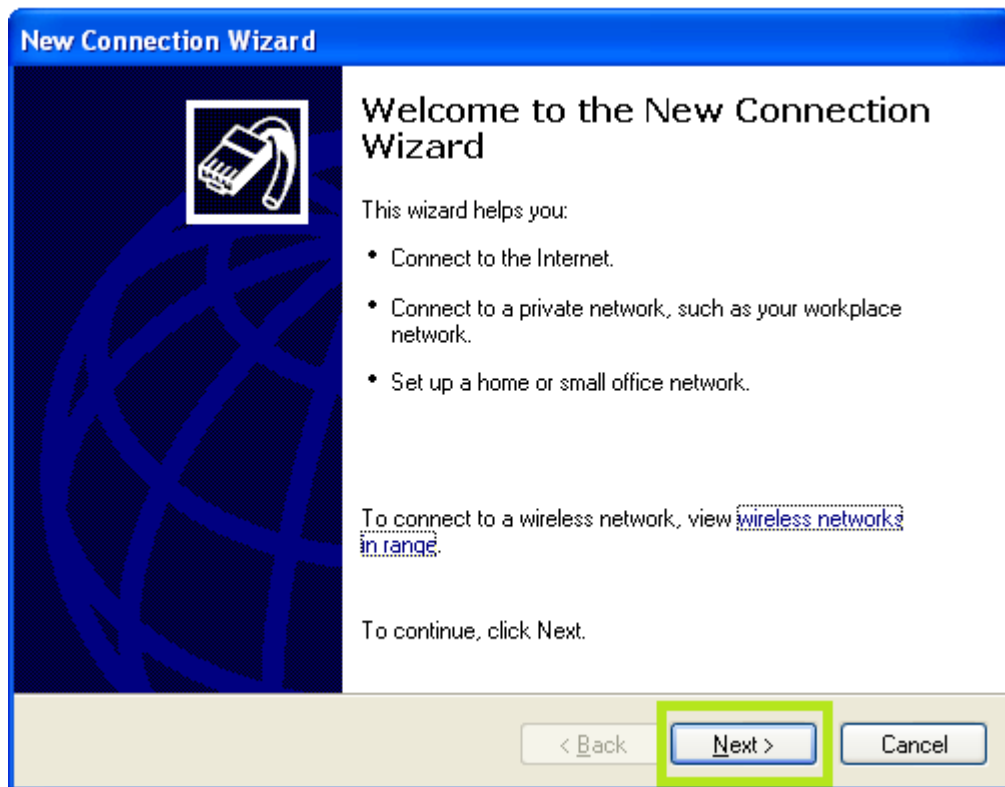 New Connection Wizard
Welcome to the New Connection
Wizard
This wizard helps you:
• Connect to the Internet.
• Connect to a private network, such as your workplace
network.
• Set up a home or small office network.
To connect to a wireless network, view wireless networks
in range.
To continue, click Next.
< Back
Next >
Cancel